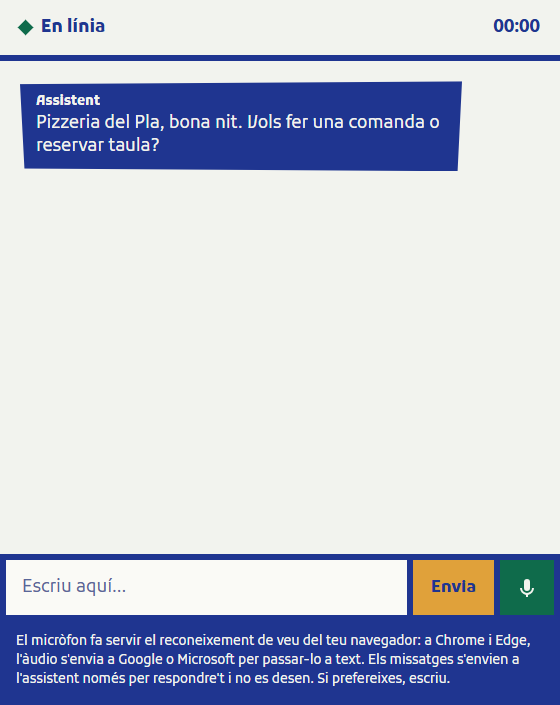 En línia
00:00
Assistent
Pizzeria del Pla, bona nit. Vols fer una comanda o
reservar taula?
Escriu aquí...
Envia
El micròfon fa servir el reconeixement de veu del teu navegador: a Chrome i Edge,
l'àudio s'envia a Google o Microsoft per passar-lo a text. Els missatges s'envien a
l'assistent només per respondre't i no es desen. Si prefereixes, escriu.